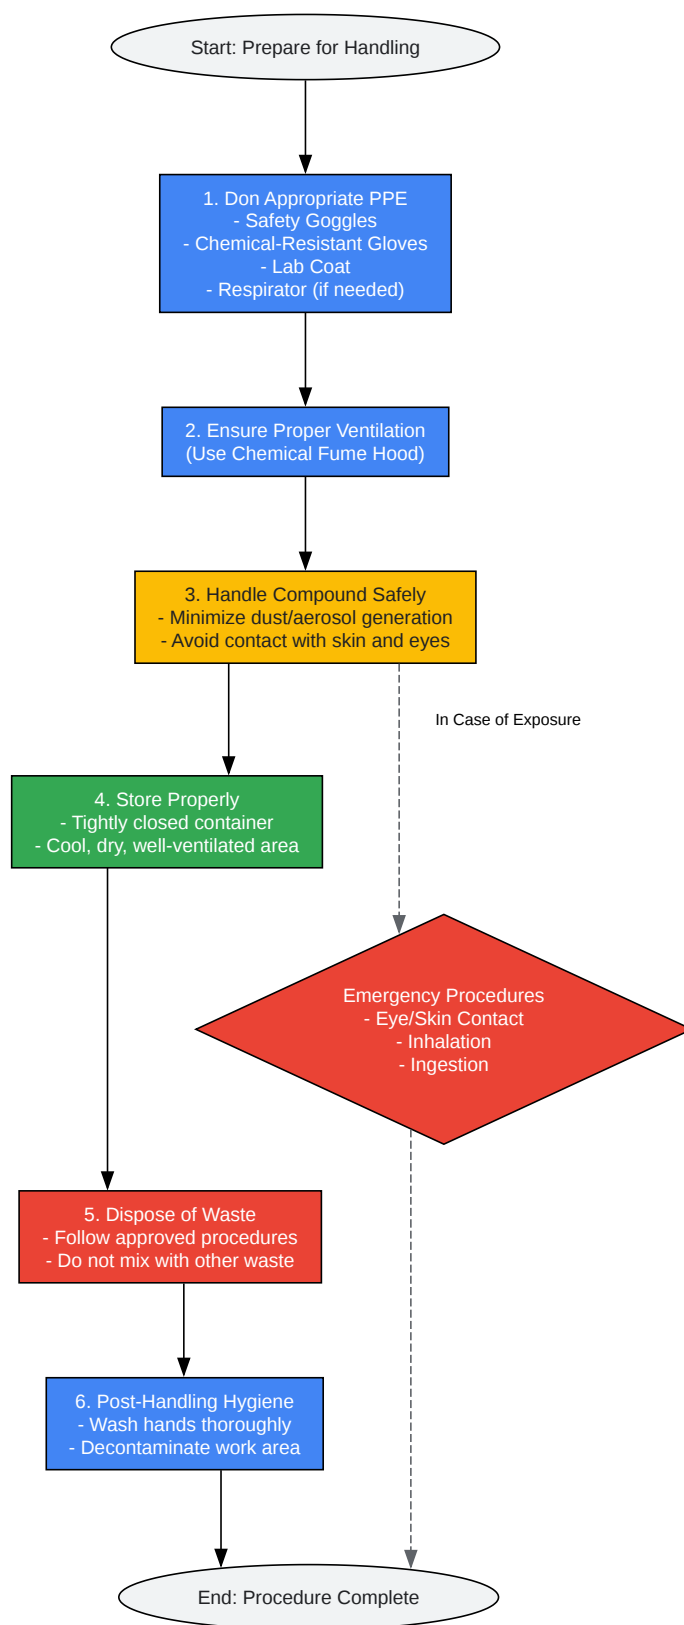 Start: Prepare for Handling
1. Don Appropriate PPE
- Safety Goggles
- Chemical-Resistant Gloves
- Lab Coat
- Respirator (if needed)
2. Ensure Proper Ventilation
(Use Chemical Fume Hood)
3. Handle Compound Safely
- Minimize dust/aerosol generation
- Avoid contact with skin and eyes
In Case of Exposure
4. Store Properly
- Tightly closed container
- Cool, dry, well-ventilated area
Emergency Procedures
- Eye/Skin Contact
- Inhalation
- Ingestion
5. Dispose of Waste
- Follow approved procedures
- Do not mix with other waste
6. Post-Handling Hygiene
- Wash hands thoroughly
- Decontaminate work area
End: Procedure Complete